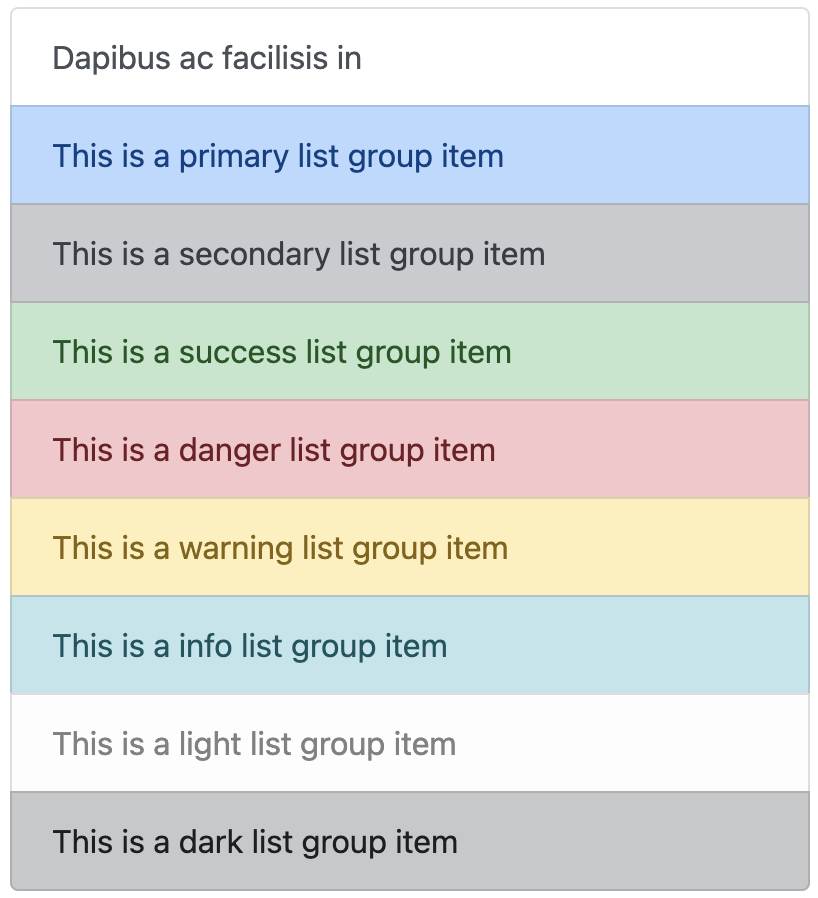 Dapibus ac facilisis in
This is a primary list group item
This is a secondary list group item
This is a success list group item
This is a danger list group item
This is a warning list group item
This is a info list group item
This is a light list group item
This is a dark list group item